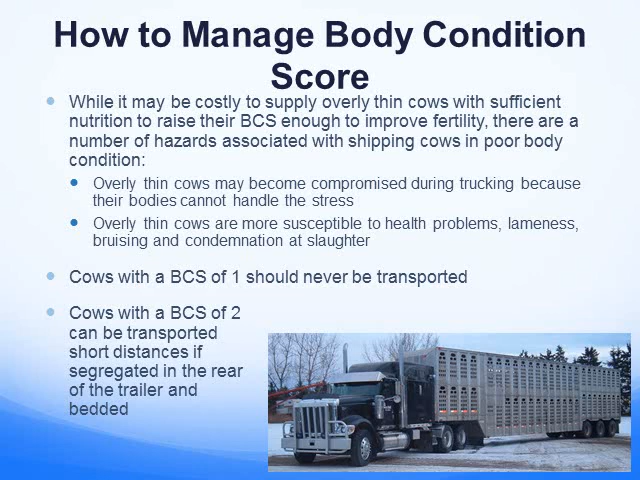 How to Manage Body Condition
Score
While it may be costly to supply overly thin cows with sufficient
nutrition to raise their BCS enough to improve fertility, there are a
number of hazards associated with shipping cows in poor body
condition:
Overly thin cows may become compromised during trucking because
their bodies cannot handle the stress
Overly thin cows are more susceptible to health problems, lameness,
bruising and condemnation at slaughter
Cows with a BCS of 1 should never be transported
Cows with a BCS of 2
can be transported
short distances if
segregated in the rear
of the trailer and
bedded